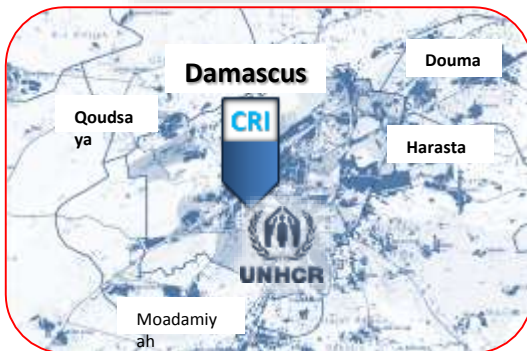 Douma
Damascus
Qoudsa
ya
CRI
Harasta
UNHCR
Moadamiy
ah